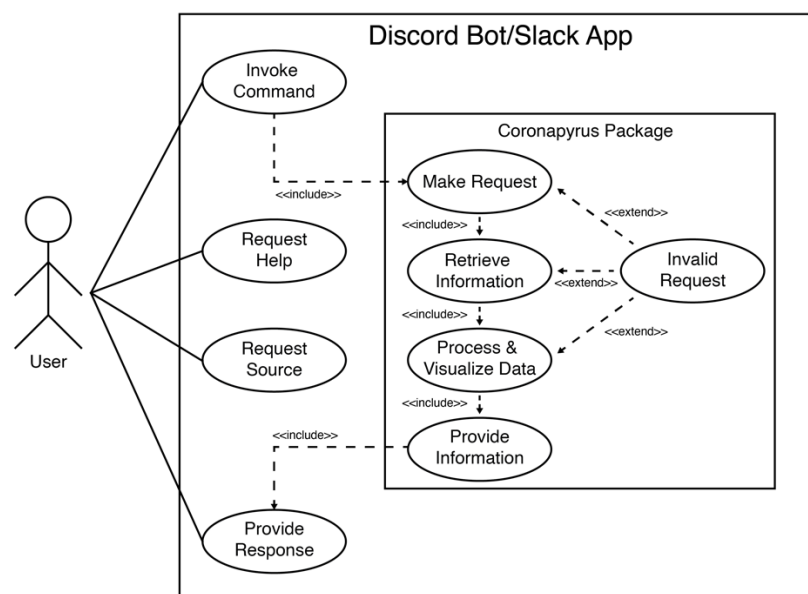 Discord Bot/Slack App
Invoke
Command
Coronapyrus Package
<<include>>
Make Request
<<extend>>
<<include>>
Request
Help
Retrieve
Information
<<extend>>
Invalid
Request
<<include>>
<<extend>>
User
Request
Source
Process &
Visualize Data
<<include>>
<<include>>
Provide
Information
Provide
Response